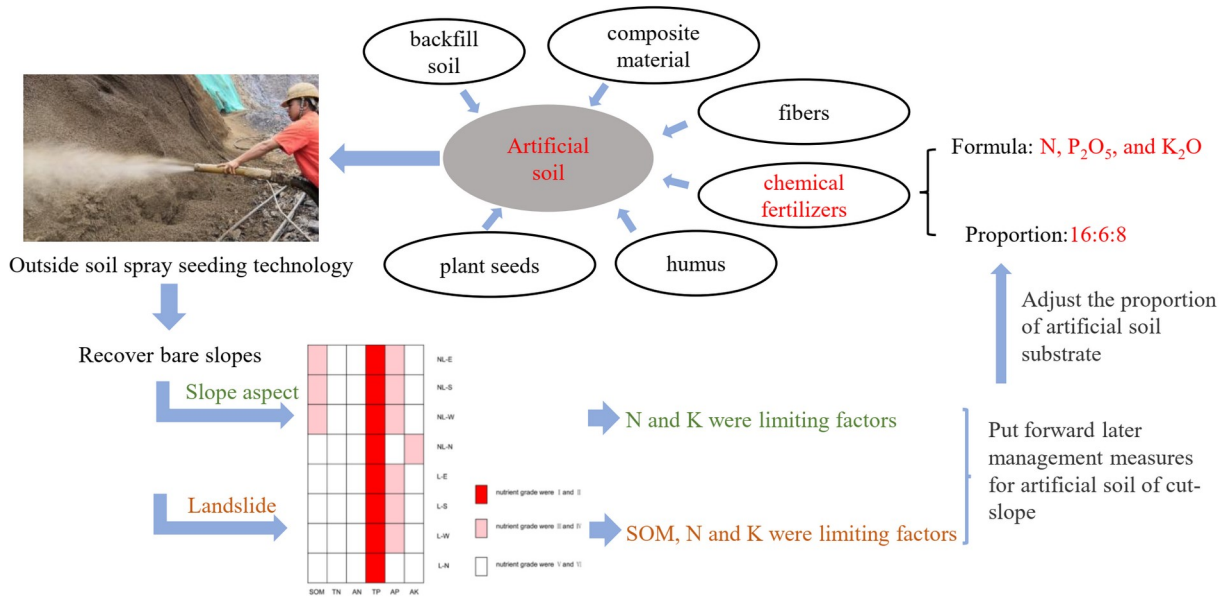 backfill
soil
composite
material
fibers
Artificial
soil
chemical
fertilizers
plant seeds
humus
Formula: N, P₂O₅, and K₂O
Proportion:16:6:8
Outside soil spray seeding technology
Recover bare slopes
Slope aspect
Landslide
NL-E
NL-S
NL-W
NL-N
L-E
L-S
L-W
L-N
SOM TN AN TP AP AK
nutrient grade were Ⅰ and Ⅱ
nutrient grade were Ⅲ and Ⅳ
nutrient grade were Ⅴ and Ⅵ
N and K were limiting factors
SOM, N and K were limiting factors
Adjust the proportion
of artificial soil
substrate
Put forward later
management measures
for artificial soil of cut-
slope